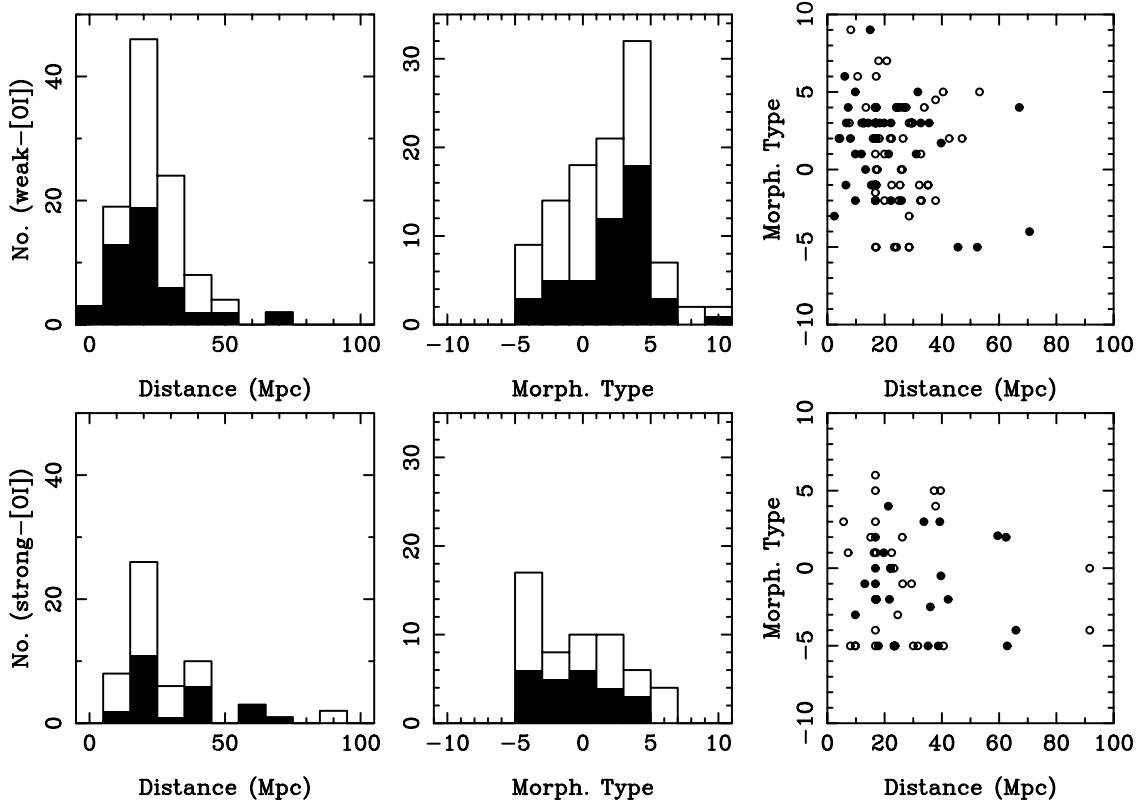 No. (weak−[OI])
0 20 40
0 50 100
Distance (Mpc)
0 10 20 30
−10 −5 0 5 10
Morph. Type
Morph. Type
−10 −5 0 5 10
0 20 40 60 80 100
Distance (Mpc)
No. (strong−[OI])
0 20 40
0 50 100
Distance (Mpc)
0 10 20 30
−10 −5 0 5 10
Morph. Type
Morph. Type
−10 −5 0 5 10
0 20 40 60 80 100
Distance (Mpc)